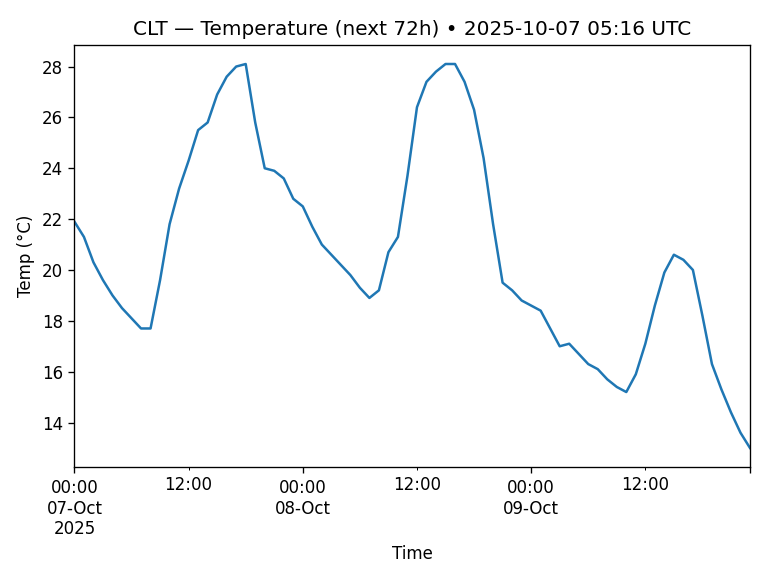 CLT — Temperature (next 72h) • 2025-10-07 05:16 UTC
Temp (°C)
28
26
24
22
20
18
16
14
00:00 12:00 00:00 12:00 00:00 12:00
07-Oct 08-Oct 09-Oct
2025
Time